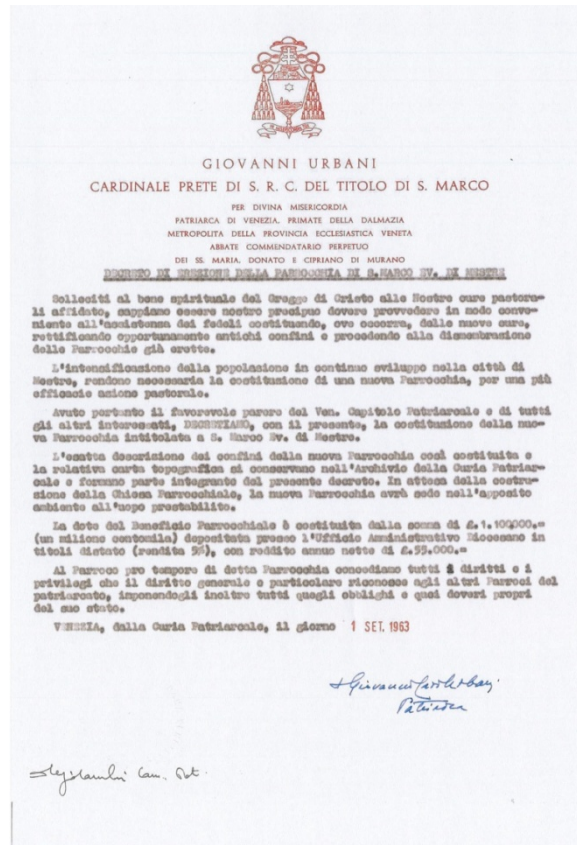 GIOVANNI URBANI
CARDINALE PRETE DI S. R. C. DEL TITOLO DI S. MARCO
PER DIVINA MISERICORDIA
PATRIARCA DI VENEZIA, PRIMATE DELLA DALMAZIA
METROPOLITA DELLA PROVINCIA ECCLESIASTICA VENETA
ABBATE COMMENDATARIO PERPETUO
DEI SS. MARIA, DONATO E CIPRIANO DI MURANO
DECRETO DI EREZIONE DELLA PARROCCHIA DI S.MARCO EV. DI MESTRE
Solleciti al bene spirituale del Gregge di Cristo alle Nostre cure pastora-
li affidato, sappiamo essere nostro precipuo dovere provvedere in modo conve-
niente all'assistenza dei fedeli costituendo, ove occorra, delle nuove cure,
rettificando opportunamente antichi confini e procedendo alla dismembrazione
delle Parrocchie già erette.
L'intensificazione della popolazione in continuo sviluppo nella città di
Mestre, rendono necessaria la costituzione di una nuova Parrocchia, per una più
efficacie azione pastorale.
Avuto pertanto il favorevole parere del Ven. Capitolo Patriarcale e di tutti
gli altri interessati, DECRETIAMO, con il presente, la costituzione della nuo-
va Parrocchia intitolata a S. Marco Ev. di Mestre.
L'esatta descrizione dei confini della nuova Parrocchia così costituita e
la relativa carta topografica si conservano nell'Archivio della Curia Patriar-
cale e formano parte integrante del presente decreto. In attesa della costru-
zione della Chiesa Parrocchiale, la nuova Parrocchia avrà sede nell'apposito
ambiente all'uopo prestabilito.
La dote del Beneficio Parrocchiale è costituita dalla somma di £.1.100000.=
(un milione centomila) depositata presso l'Ufficio Amministrativo Diocesano in
titoli di stato (rendita 5%), con reddito annuo netto di £.55.000.=
Al Parroco pro tempore di detta Parrocchia concediamo tutti i diritti e i
privilegi che il diritto generale e particolare riconosce agli altri Parroci del
patriarcato, imponendogli inoltre tutti quegli obblighi e quei doveri propri
del suo stato.
VENEZIA, dalla Curia Patriarcale, il giorno 1 SET. 1963
+ Giovanni Card. Urbani
Patriarca
Can.